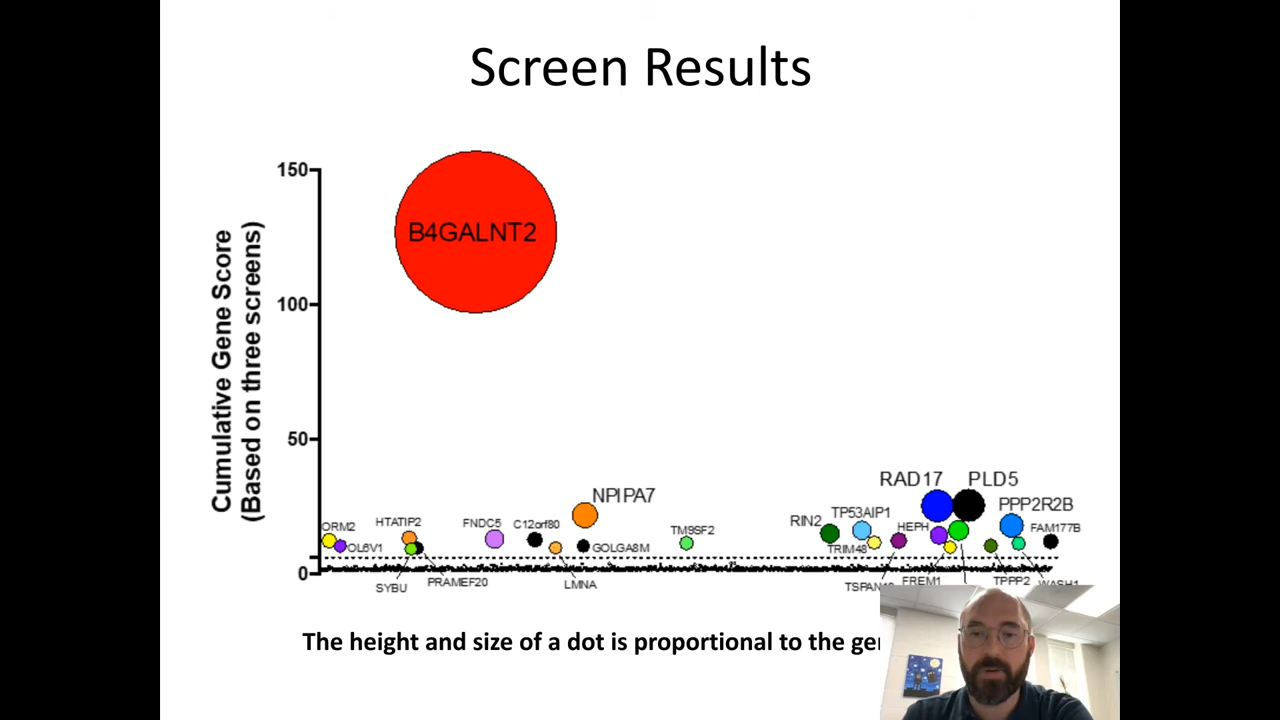 Screen Results
Cumulative Gene Score
(Based on three screens)
150
100
50
0
B4GALNT2
RAD17
PLD5
NPIPA7
PPP2R2B
ORM2
HTATIP2
FNDC5
C12orf80
TM9SF2
RIN2
TP53AIP1
HEPH
FAM177B
OL6V1
GOLGA8M
TRIM48
SYBU
PRAMEF20
LMNA
FREM1
TPPP2
The height and size of a dot is proportional to the